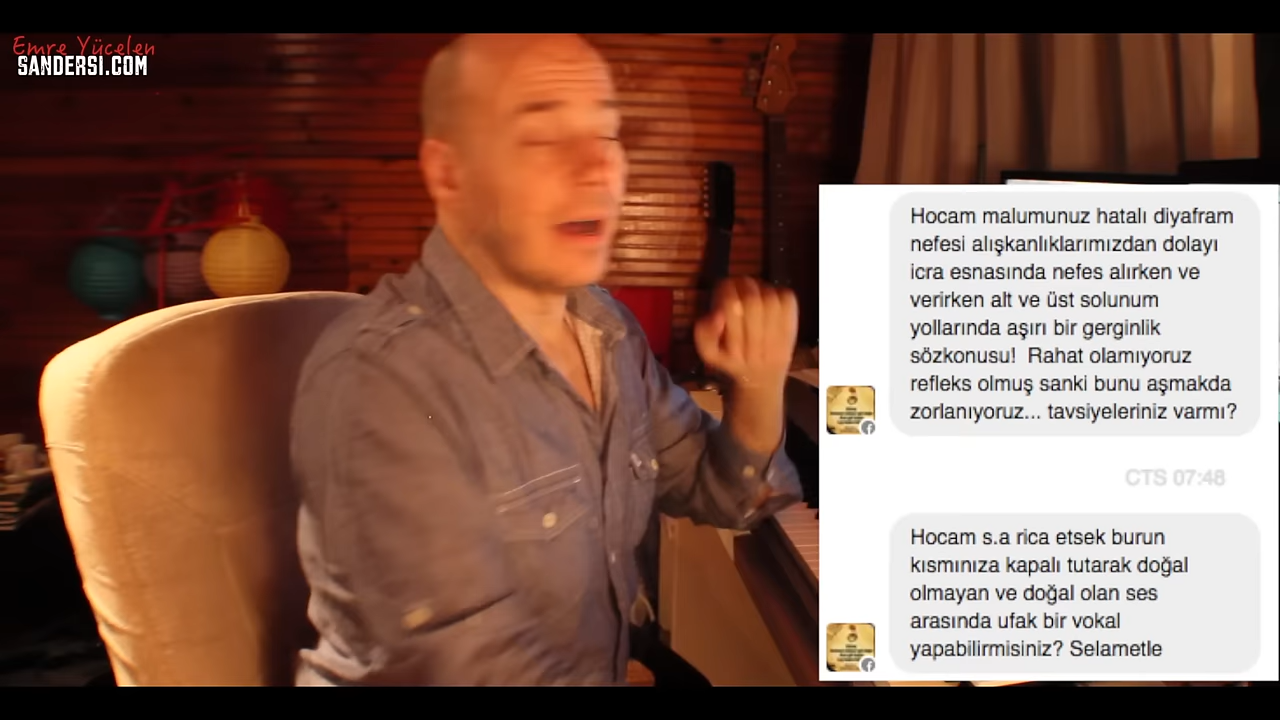 Emre Yücelen
SANDERSI.COM
Hocam malumunuz hatalı diyafram
nefesi alışkanlıklarımızdan dolayı
icra esnasında nefes alırken ve
verirken alt ve üst solunum
yollarında aşırı bir gerginlik
sözkonusu! Rahat olamıyoruz
refleks olmuş sanki bunu aşmakda
zorlanıyoruz... tavsiyeleriniz varmı?
CTS 07:48
Hocam s.a rica etsek burun
kısmınıza kapalı tutarak doğal
olmayan ve doğal olan ses
arasında ufak bir vokal
yapabilirmisiniz? Selametle